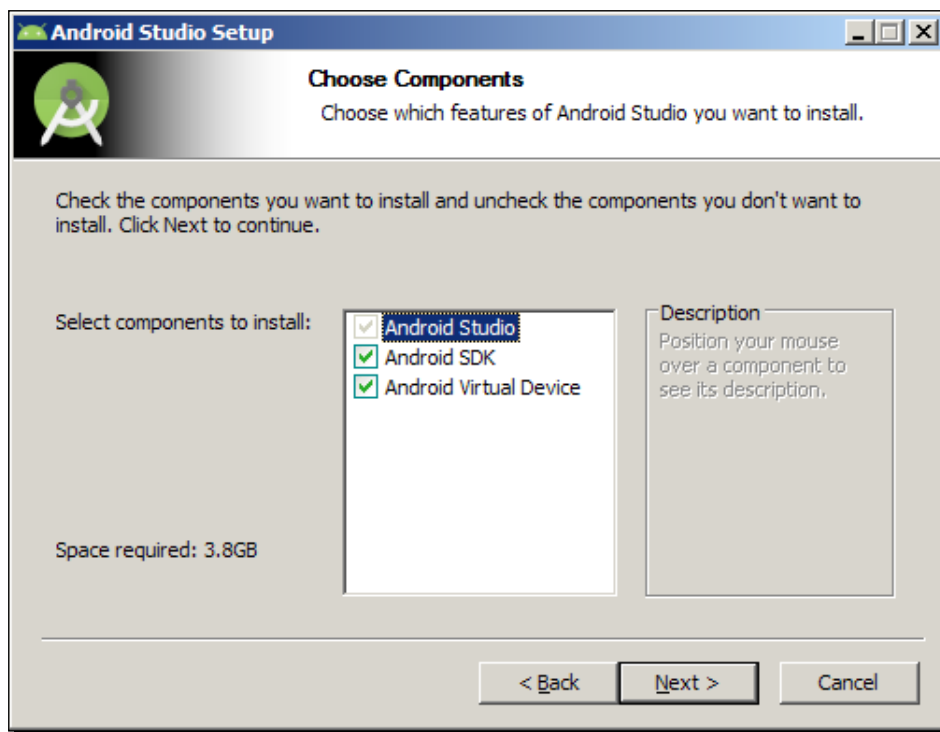 Android Studio Setup
Choose Components
Choose which features of Android Studio you want to install.
Check the components you want to install and uncheck the components you don't want to
install. Click Next to continue.
Select components to install:
Android Studio
Android SDK
Android Virtual Device
Description
Position your mouse
over a component to
see its description.
Space required: 3.8GB
< Back
Next >
Cancel